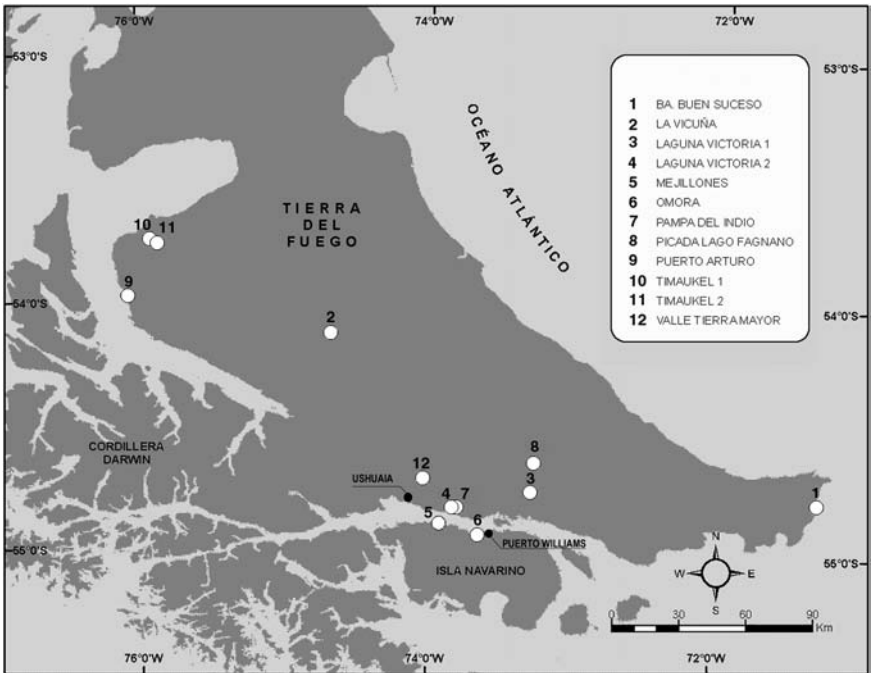 76°0'W 74°0'W 72°0'W
53°0'S 53°0'S
OCÉANO ATLÁNTICO
1 BA. BUEN SUCESO
2 LA VICUÑA
3 LAGUNA VICTORIA 1
4 LAGUNA VICTORIA 2
5 MEJILLONES
6 OMORA
7 PAMPA DEL INDIO
8 PICADA LAGO FAGNANO
9 PUERTO ARTURO
10 TIMAUKEL 1
11 TIMAUKEL 2
12 VALLE TIERRA MAYOR
TIERRA
DEL
FUEGO
10 11
9
2
54°0'S 54°0'S
CORDILLERA
DARWIN
8
12
USHUAIA
3
4 7
1
5
6
PUERTO WILLIAMS
55°0'S 55°0'S
ISLA NAVARINO
N
W E
S
0 15 30 60 90
Km
76°0'W 74°0'W 72°0'W